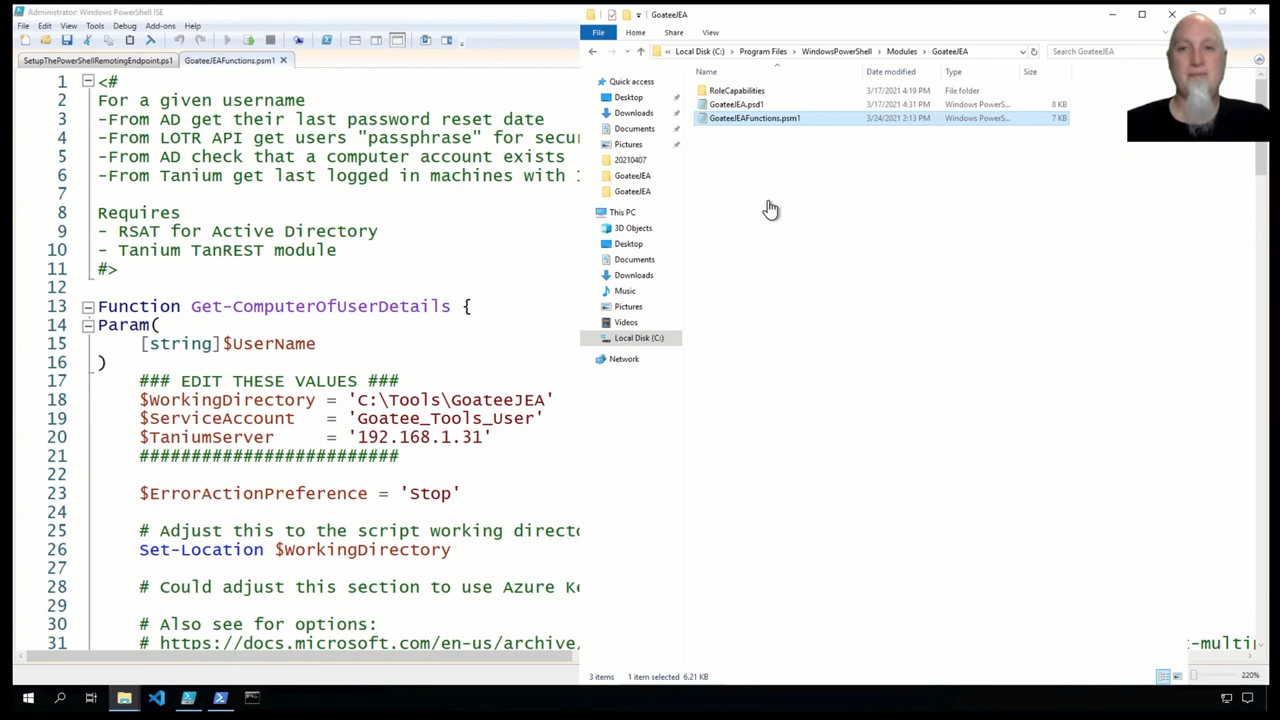 Administrator: Windows PowerShell ISE
File Edit View Tools Debug Add-ons Help
SetupThePowerShellRemotingEndpoint.ps1 GoateeJEAFunctions.psm1
1 <#
2 For a given username
3 -From AD get their last password reset date
4 -From LOTR API get users "passphrase" for secur
5 -From AD check that a computer account exists
6 -From Tanium get last logged in machines with I
7
8 Requires
9 - RSAT for Active Directory
10 - Tanium TanREST module
11 #>
12
13 Function Get-ComputerOfUserDetails {
14 Param(
15 [string]$UserName
16 )
17 ### EDIT THESE VALUES ###
18 $WorkingDirectory = 'C:\Tools\GoateeJEA'
19 $ServiceAccount = 'Goatee_Tools_User'
20 $TaniumServer = '192.168.1.31'
21 #########################
22
23 $ErrorActionPreference = 'Stop'
24
25 # Adjust this to the script working directo
26 Set-Location $WorkingDirectory
27
28 # Could adjust this section to use Azure Ke
29
30 # Also see for options:
31 # https://docs.microsoft.com/en-us/archive/
GoateeJEA
File Home Share View
« Local Disk (C:) > Program Files > WindowsPowerShell > Modules > GoateeJEA
Search GoateeJEA
Name Date modified Type Size
RoleCapabilities 3/17/2021 4:19 PM File folder
GoateeJEA.psd1 3/17/2021 4:31 PM Windows PowerS... 8 KB
GoateeJEAFunctions.psm1 3/24/2021 2:13 PM Windows PowerS... 7 KB
Quick access
Desktop
Downloads
Documents
Pictures
20210407
GoateeJEA
GoateeJEA
This PC
3D Objects
Desktop
Documents
Downloads
Music
Pictures
Videos
Local Disk (C:)
Network
-multi
3 items 1 item selected 6.21 KB
220%